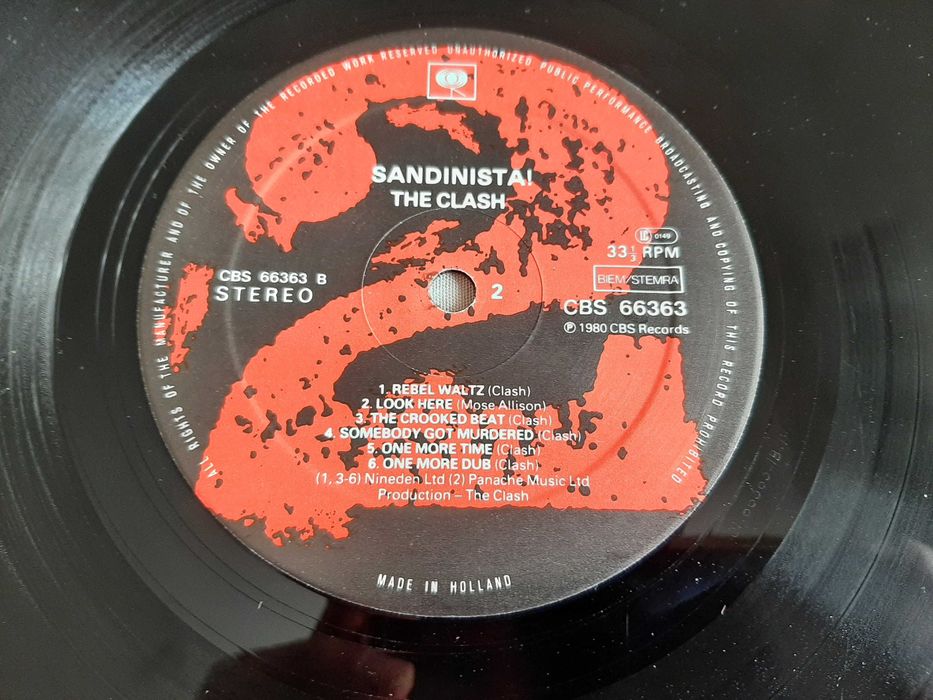 ALL RIGHTS OF THE MANUFACTURER AND OF THE OWNER OF THE RECORDED WORK RESERVED UNAUTHORIZED PUBLIC PERFORMANCE BROADCASTING AND COPYING OF THIS RECORD PROHIBITED
SANDINISTA!
THE CLASH
LC 0149
33 1/3 RPM
BIEM/STEMRA
CBS 66363 B
STEREO
2
CBS 66363
℗ 1980 CBS Records
1. REBEL WALTZ (Clash)
2. LOOK HERE (Mose Allison)
3. THE CROOKED BEAT (Clash)
4. SOMEBODY GOT MURDERED (Clash)
5. ONE MORE TIME (Clash)
6. ONE MORE DUB (Clash)
(1, 3-6) Nineden Ltd (2) Panache Music Ltd
Production – The Clash
MADE IN HOLLAND